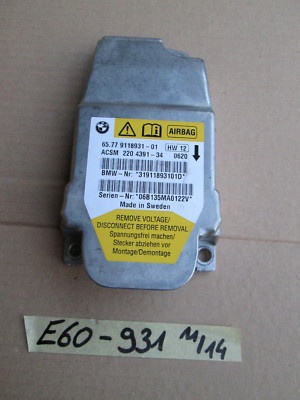 BMW
AIRBAG
65.77 9118931-01 HW 12
ACSM 220 4391-34 0620
BMW-Nr: *31911893101D*
Serien-Nr: *06B135MA0122V*
Made in Sweden
REMOVE VOLTAGE/
DISCONNECT BEFORE REMOVAL
Spannungsfrei machen/
Stecker abziehen vor
Montage/Demontage
E60-931 M/14